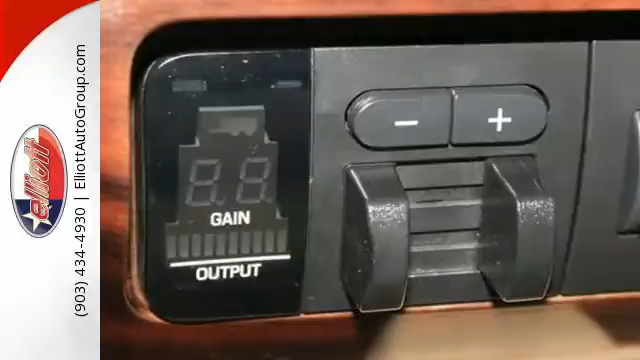 elliott
(903) 434-4930 | ElliottAutoGroup.com
- +
8.8
GAIN
OUTPUT